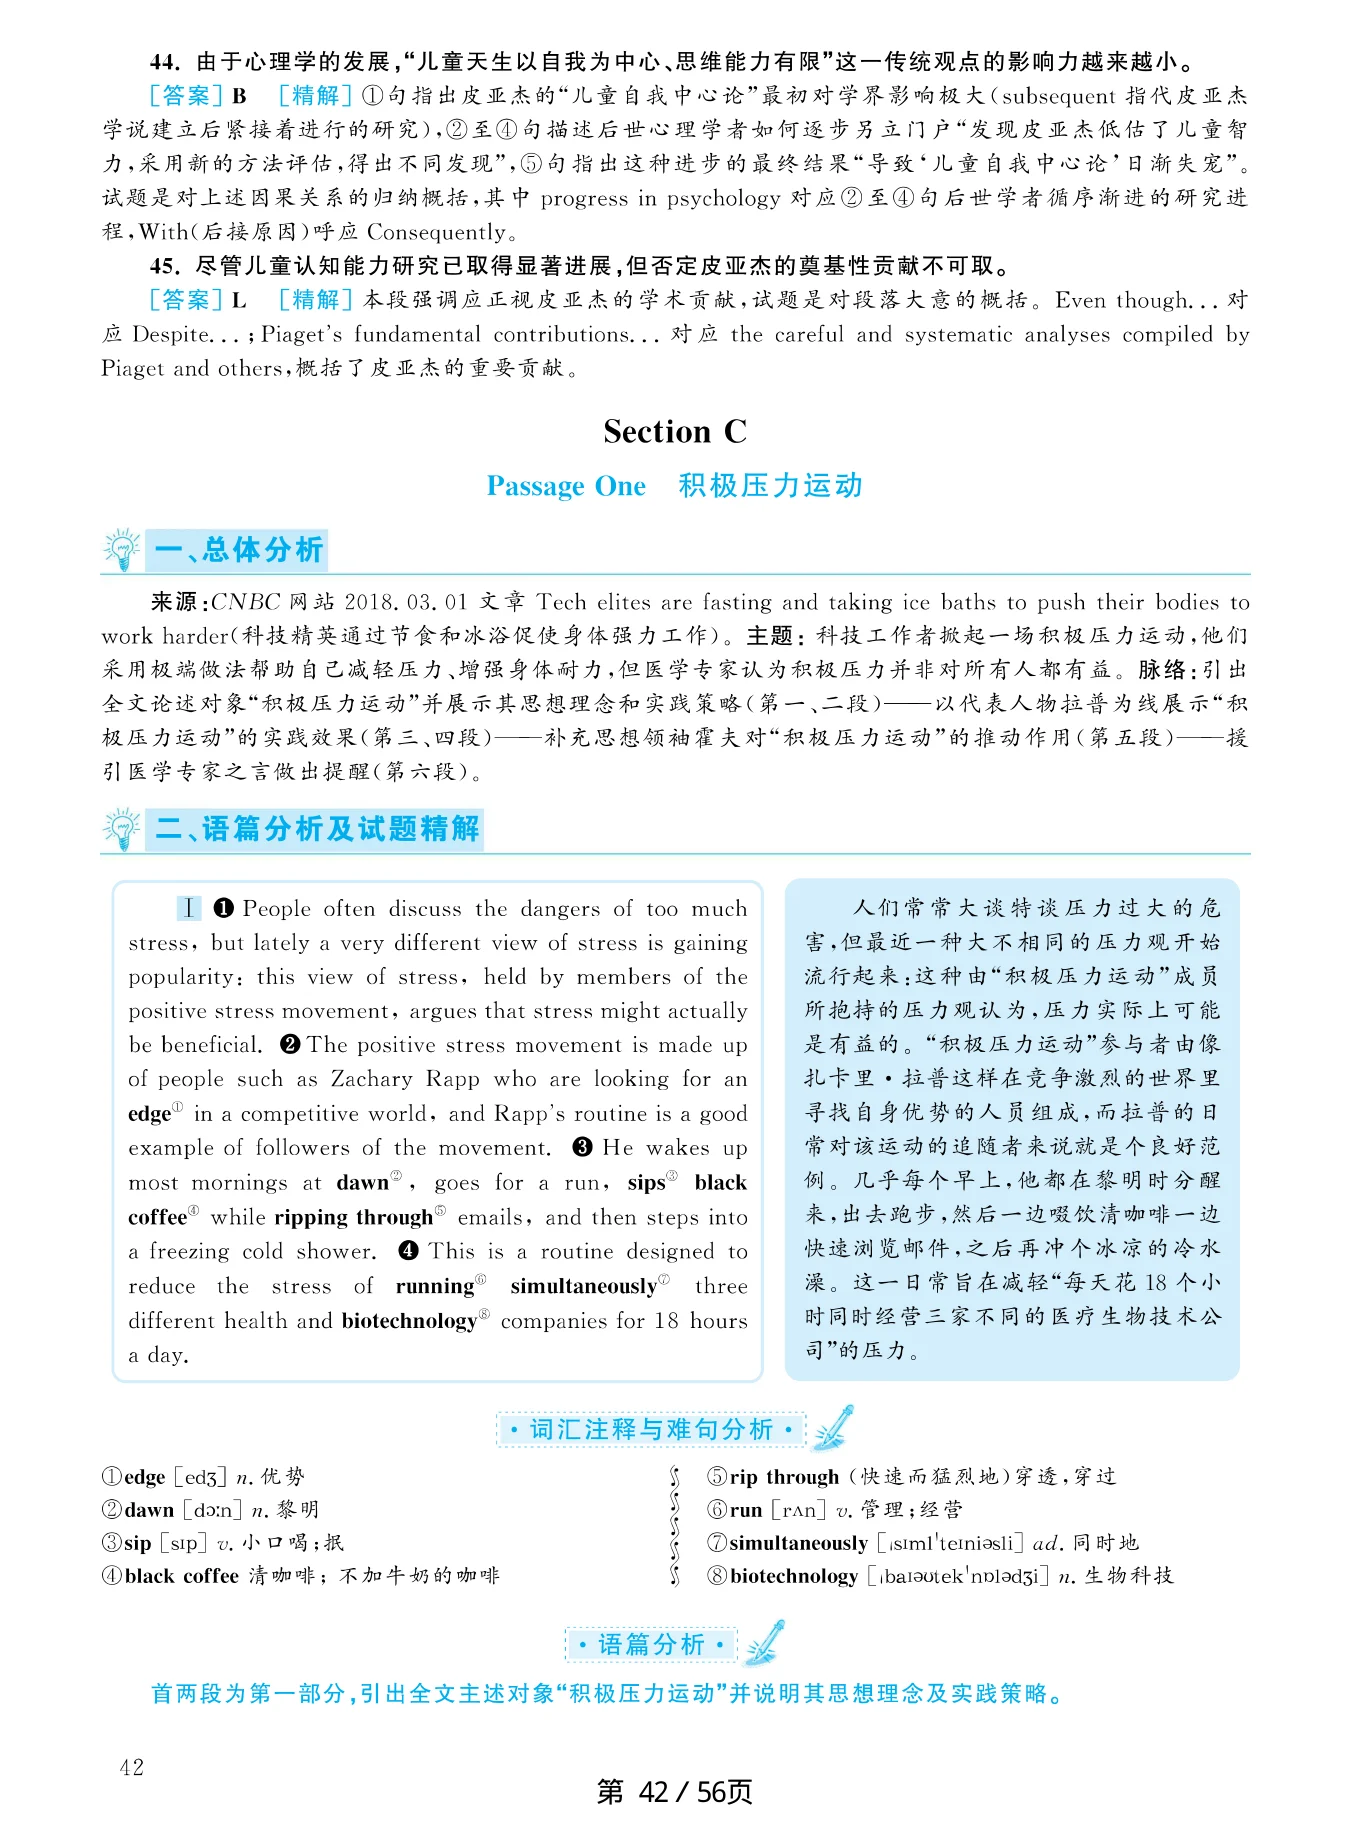 44. 由于心理学的发展,“儿童天生以自我为中心、思维能力有限”这一传统观点的影响力越来越小。
[答案] B [精解] ①句指出皮亚杰的“儿童自我中心论”最初对学界影响极大(subsequent 指代皮亚杰
学说建立后紧接着进行的研究),②至④句描述后世心理学者如何逐步另立门户“发现皮亚杰低估了儿童智
力,采用新的方法评估,得出不同发现”,⑤句指出这种进步的最终结果“导致‘儿童自我中心论’日渐失宠”。
试题是对上述因果关系的归纳概括,其中 progress in psychology 对应②至④句后世学者循序渐进的研究进
程,With(后接原因)呼应 Consequently。
45. 尽管儿童认知能力研究已取得显著进展,但否定皮亚杰的奠基性贡献不可取。
[答案] L [精解] 本段强调应正视皮亚杰的学术贡献,试题是对段落大意的概括。Even though...对
应 Despite...;Piaget's fundamental contributions...对应 the careful and systematic analyses compiled by
Piaget and others,概括了皮亚杰的重要贡献。
Section C
Passage One 积极压力运动
一、总体分析
来源:CNBC 网站 2018.03.01 文章 Tech elites are fasting and taking ice baths to push their bodies to
work harder(科技精英通过节食和冰浴促使身体强力工作)。主题:科技工作者掀起一场积极压力运动,他们
采用极端做法帮助自己减轻压力、增强身体耐力,但医学专家认为积极压力并非对所有人都有益。脉络:引出
全文论述对象“积极压力运动”并展示其思想理念和实践策略(第一、二段)——以代表人物拉普为线展示“积
极压力运动”的实践效果(第三、四段)——补充思想领袖霍夫对“积极压力运动”的推动作用(第五段)——援
引医学专家之言做出提醒(第六段)。
二、语篇分析及试题精解
I ❶ People often discuss the dangers of too much
stress, but lately a very different view of stress is gaining
popularity: this view of stress, held by members of the
positive stress movement, argues that stress might actually
be beneficial. ❷ The positive stress movement is made up
of people such as Zachary Rapp who are looking for an
edge① in a competitive world, and Rapp's routine is a good
example of followers of the movement. ❸ He wakes up
most mornings at dawn②, goes for a run, sips③ black
coffee④ while ripping through⑤ emails, and then steps into
a freezing cold shower. ❹ This is a routine designed to
reduce the stress of running⑥ simultaneously⑦ three
different health and biotechnology⑧ companies for 18 hours
a day.
人们常常大谈特谈压力过大的危
害,但最近一种大不相同的压力观开始
流行起来:这种由“积极压力运动”成员
所抱持的压力观认为,压力实际上可能
是有益的。“积极压力运动”参与者由像
扎卡里·拉普这样在竞争激烈的世界里
寻找自身优势的人员组成,而拉普的日
常对该运动的追随者来说就是个良好范
例。几乎每个早上,他都在黎明时分醒
来,出去跑步,然后一边啜饮清咖啡一边
快速浏览邮件,之后再冲个冰凉的冷水
澡。这一日常旨在减轻“每天花 18 个小
时同时经营三家不同的医疗生物技术公
司”的压力。
·词汇注释与难句分析·
①edge [edʒ] n. 优势
②dawn [dɔːn] n. 黎明
③sip [sɪp] v. 小口喝;抿
④black coffee 清咖啡;不加牛奶的咖啡
⑤rip through (快速而猛烈地)穿透,穿过
⑥run [rʌn] v. 管理;经营
⑦simultaneously [ˌsɪmlˈteɪniəsli] ad. 同时地
⑧biotechnology [ˌbaɪəʊtekˈnɒlədʒi] n. 生物科技
·语篇分析·
首两段为第一部分,引出全文主述对象“积极压力运动”并说明其思想理念及实践策略。
42
第 42 / 56页